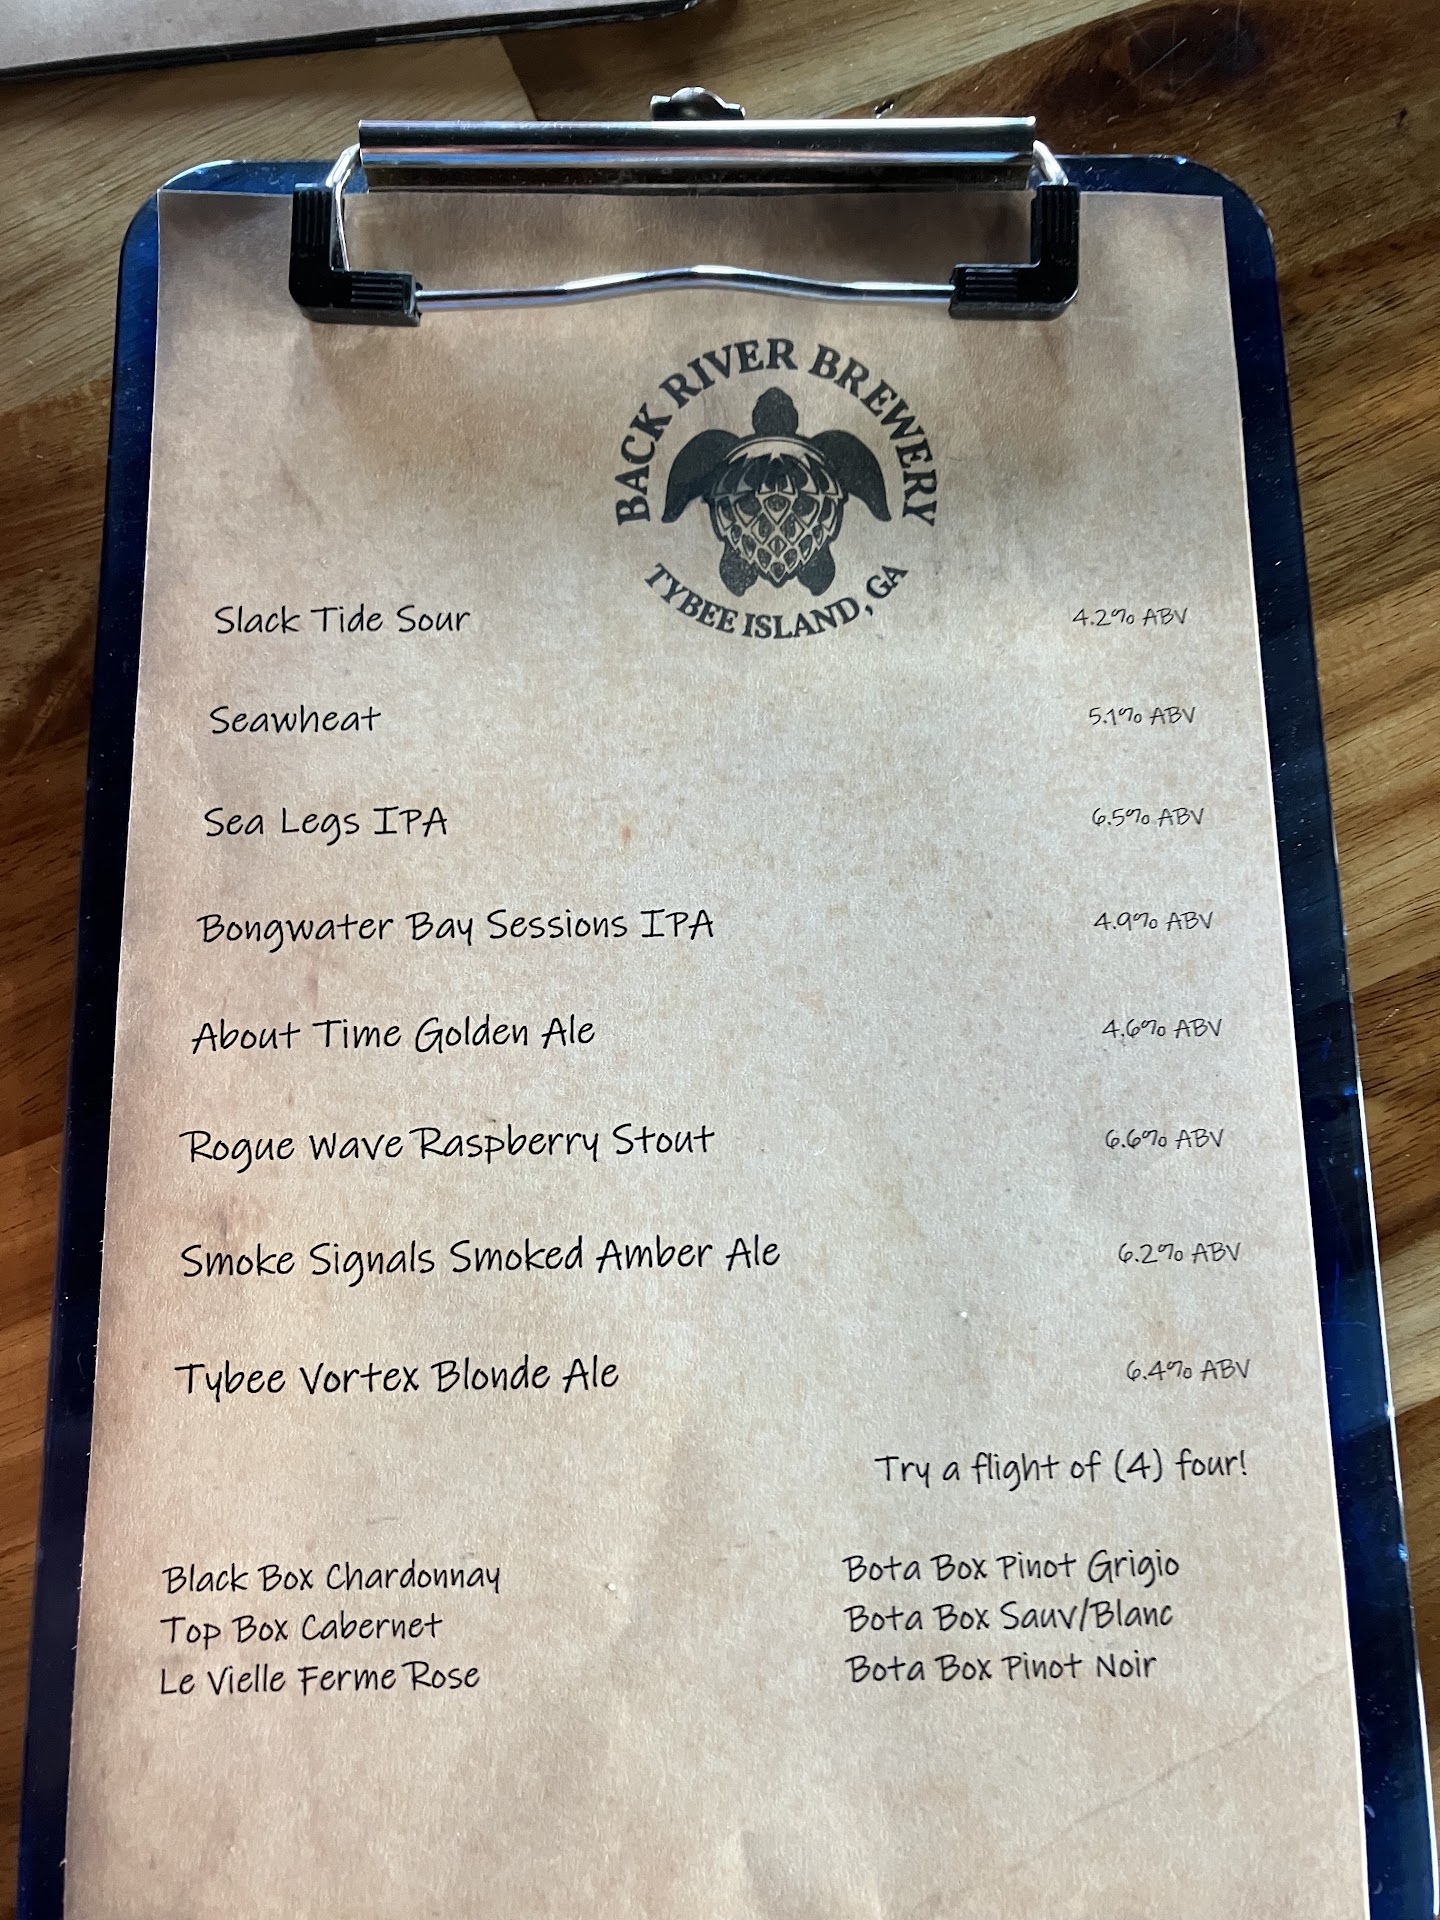 BACK RIVER BREWERY
TYBEE ISLAND, GA
Slack Tide Sour 4.2% ABV
Seawheat 5.1% ABV
Sea Legs IPA 6.5% ABV
Bongwater Bay Sessions IPA 4.9% ABV
About Time Golden Ale 4.6% ABV
Rogue Wave Raspberry Stout 6.6% ABV
Smoke Signals Smoked Amber Ale 6.2% ABV
Tybee Vortex Blonde Ale 6.4% ABV
Try a flight of (4) four!
Black Box Chardonnay
Top Box Cabernet
Le Vielle Ferme Rose
Bota Box Pinot Grigio
Bota Box Sauv/Blanc
Bota Box Pinot Noir